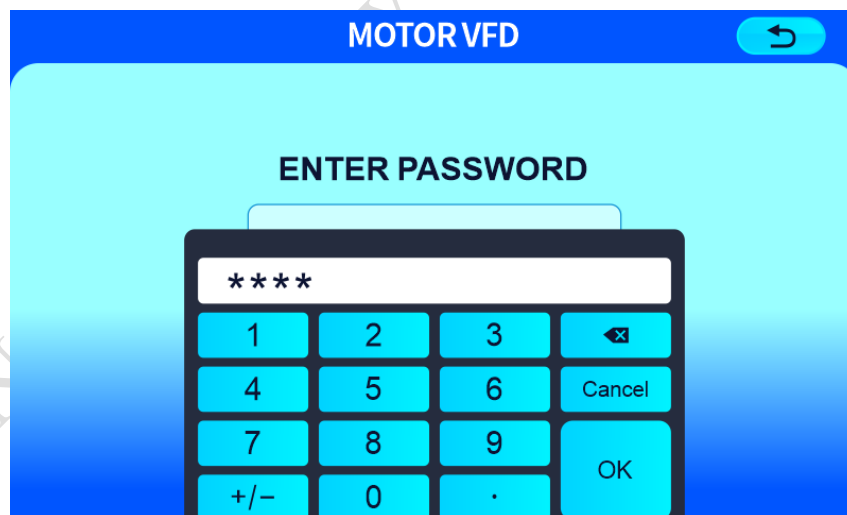 MOTOR VFD
ENTER PASSWORD
****
1 2 3
4 5 6 Cancel
7 8 9
OK
+/− 0 .